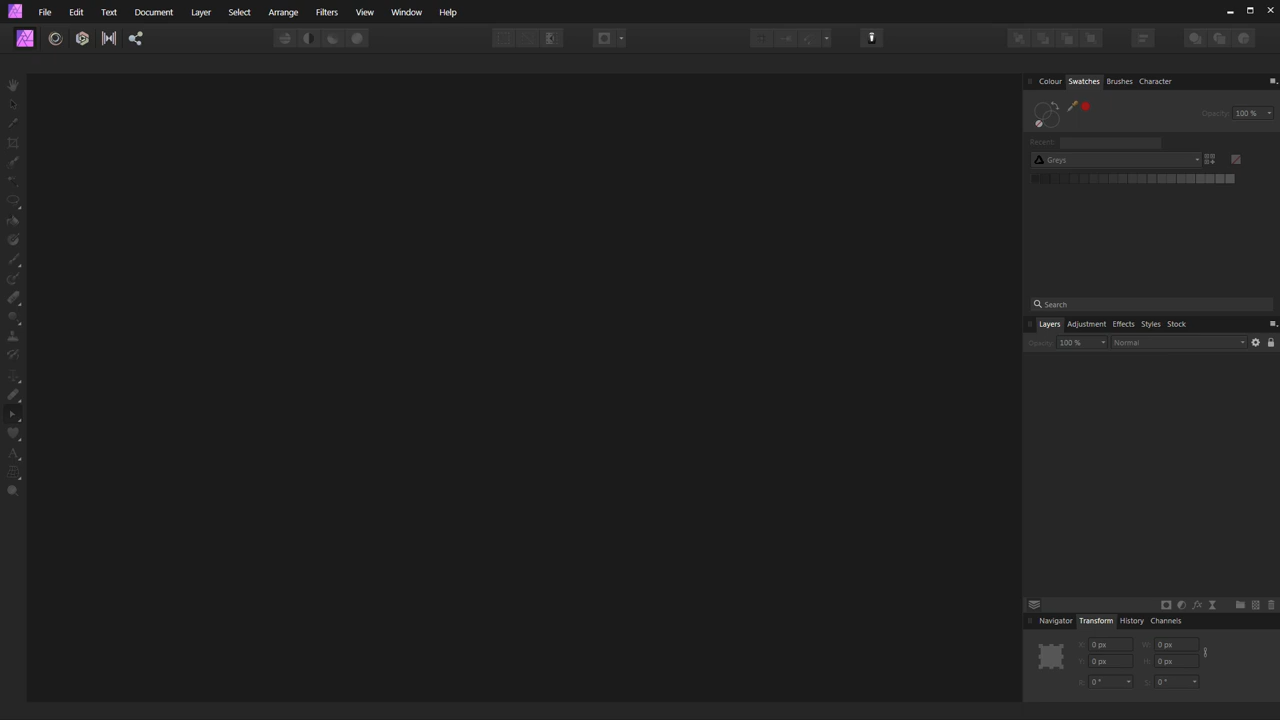 File Edit Text Document Layer Select Arrange Filters View Window Help
Colour Swatches Brushes Character
Opacity: 100 %
Recent:
Greys
Search
Layers Adjustment Effects Styles Stock
Opacity: 100 % Normal
Navigator Transform History Channels
X: 0 px W: 0 px
Y: 0 px H: 0 px
R: 0 ° S: 0 °